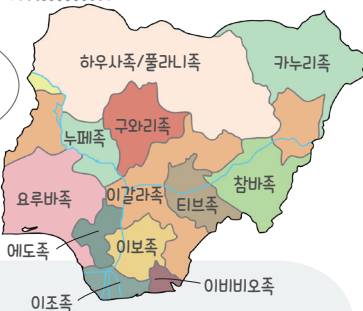 하우사족/풀라니족
카누리족
구와리족
누페족
요루바족
이갈라족
티브족
참바족
에도족
이보족
이비비오족
이조족